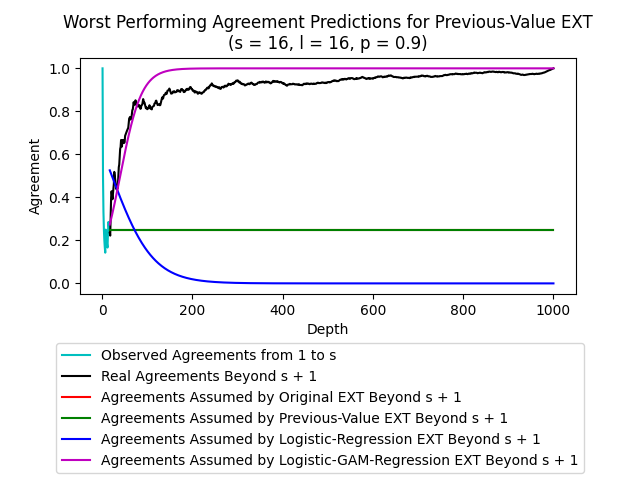 Worst Performing Agreement Predictions for Previous-Value EXT
(s = 16, l = 16, p = 0.9)
1.0
0.8
0.6
0.4
0.2
0.0
Agreement
0 200 400 600 800 1000
Depth
Observed Agreements from 1 to s
Real Agreements Beyond s + 1
Agreements Assumed by Original EXT Beyond s + 1
Agreements Assumed by Previous-Value EXT Beyond s + 1
Agreements Assumed by Logistic-Regression EXT Beyond s + 1
Agreements Assumed by Logistic-GAM-Regression EXT Beyond s + 1